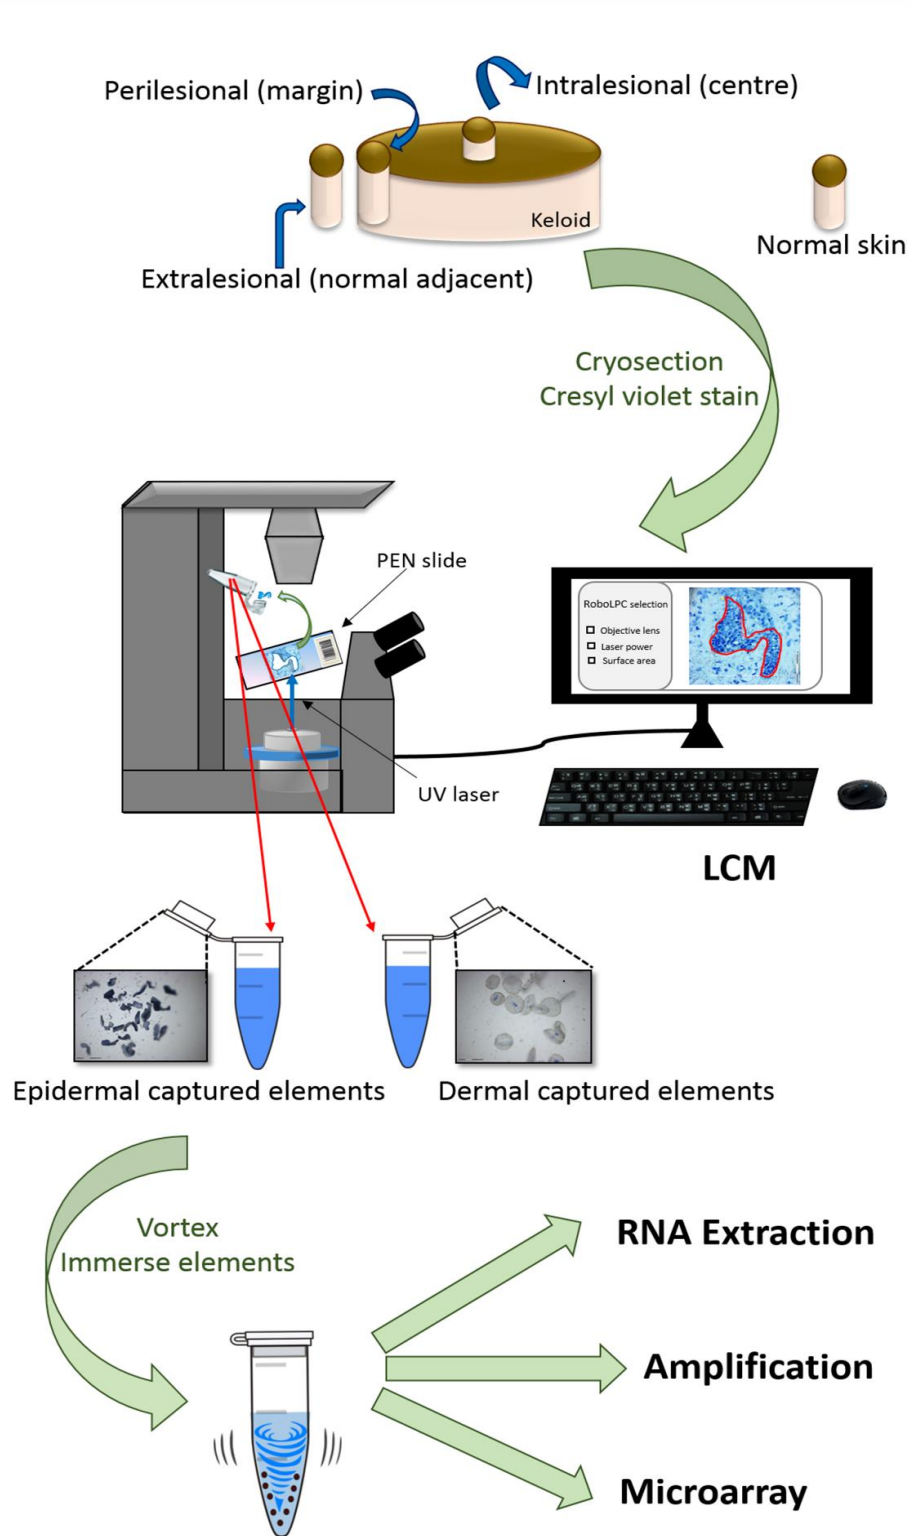 Perilesional (margin)
Intralesional (centre)
Keloid
Normal skin
Extralesional (normal adjacent)
Cryosection
Cresyl violet stain
PEN slide
RoboLPC selection
Objective lens
Laser power
Surface area
UV laser
LCM
Epidermal captured elements
Dermal captured elements
Vortex
Immerse elements
RNA Extraction
Amplification
Microarray